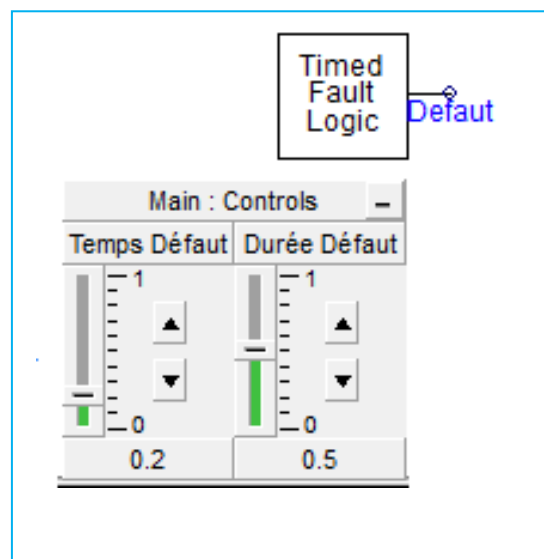 Timed
Fault
Logic
Defaut
Main : Controls
Temps Défaut Durée Défaut
1 1
0 0
0.2 0.5